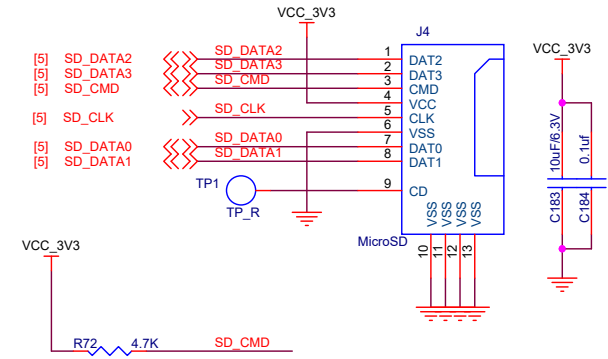 VCC_3V3
J4
VCC_3V3
[5] SD_DATA2 SD_DATA2 1 DAT2
[5] SD_DATA3 SD_DATA3 2 DAT3
[5] SD_CMD SD_CMD 3 CMD
4 VCC
[5] SD_CLK SD_CLK 5 CLK
6 VSS
[5] SD_DATA0 SD_DATA0 7 DAT0
[5] SD_DATA1 SD_DATA1 8 DAT1
TP1 9 CD
TP_R
10uF/6.3V
0.1uf
C183
C184
VSS VSS VSS VSS
MicroSD
10 11 12 13
VCC_3V3
R72 4.7K SD_CMD